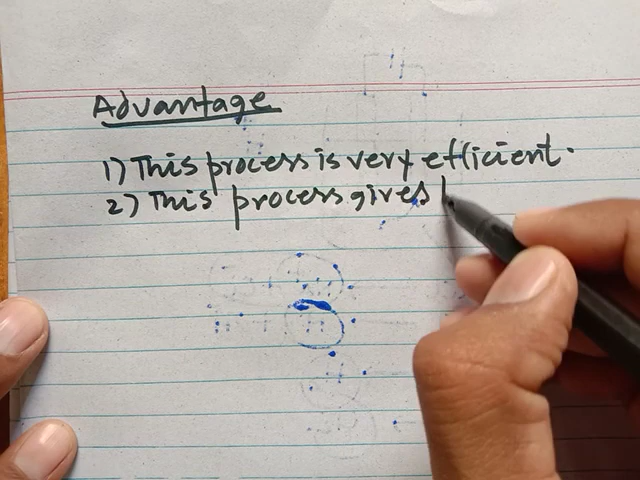 Advantage
1) This process is very efficient.
2) This process gives